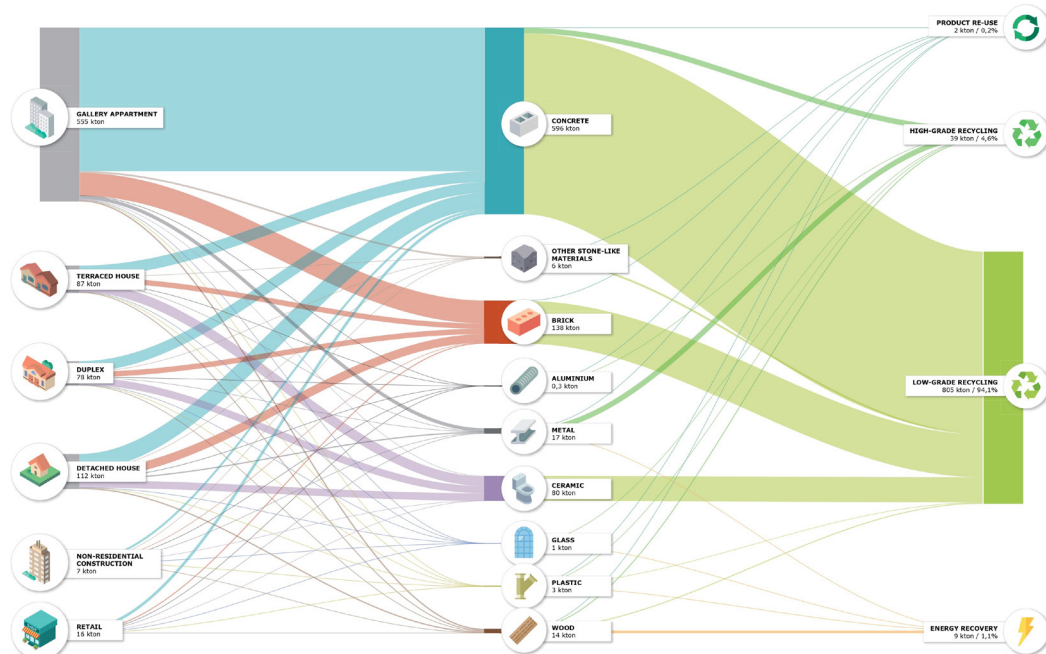 GALLERY APPARTMENT
555 kton
TERRACED HOUSE
87 kton
DUPLEX
78 kton
DETACHED HOUSE
112 kton
NON-RESIDENTIAL
CONSTRUCTION
7 kton
RETAIL
16 kton
CONCRETE
596 kton
OTHER STONE-LIKE
MATERIALS
6 kton
BRICK
138 kton
ALUMINIUM
0,3 kton
METAL
17 kton
CERAMIC
80 kton
GLASS
1 kton
PLASTIC
3 kton
WOOD
14 kton
PRODUCT RE-USE
2 kton / 0,2%
HIGH-GRADE RECYCLING
39 kton / 4,6%
LOW-GRADE RECYCLING
805 kton / 94,1%
ENERGY RECOVERY
9 kton / 1,1%